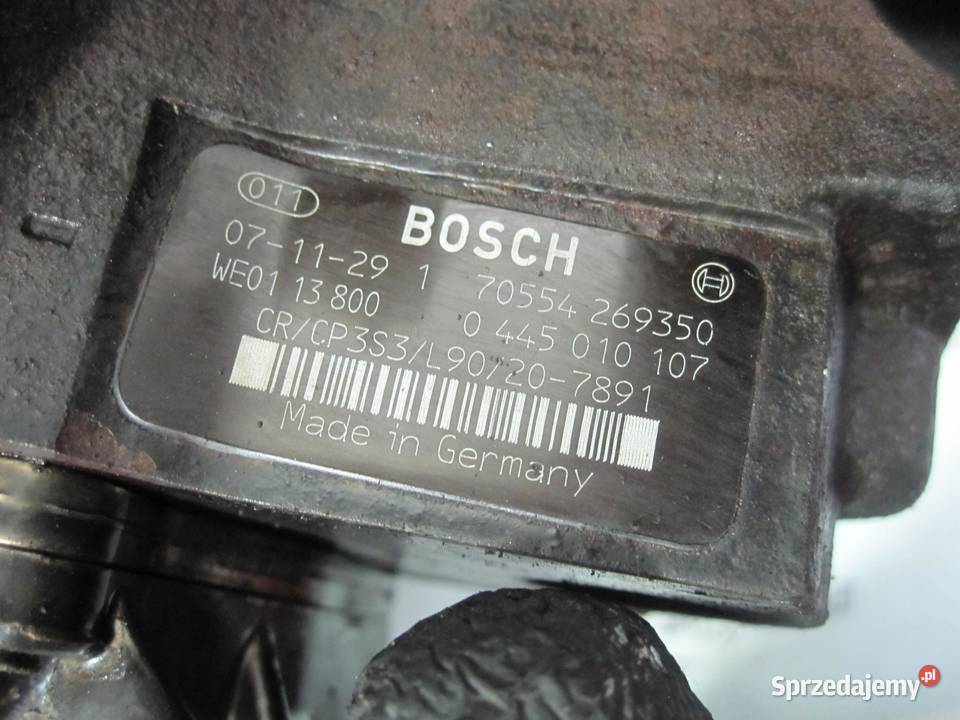 011
BOSCH
07-11-29 1 70554 269350
WE01 13 800 0 445 010 107
CR/CP3S3/L90/20-7891
Made in Germany
Sprzedajemy.pl